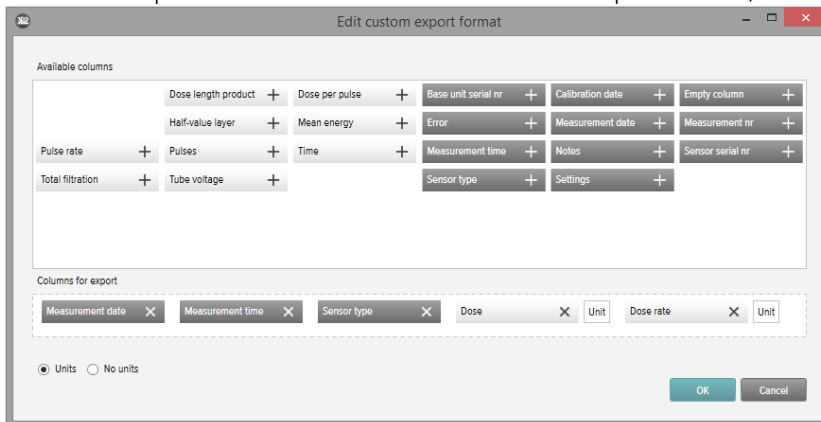 X2 Edit custom export format
Available columns
Dose length product Dose per pulse Base unit serial nr Calibration date Empty column
Half-value layer Mean energy Error Measurement date Measurement nr
Pulse rate Pulses Time Measurement time Notes Sensor serial nr
Total filtration Tube voltage Sensor type Settings
Columns for export
Measurement date Measurement time Sensor type Dose Unit Dose rate Unit
Units No units
OK Cancel